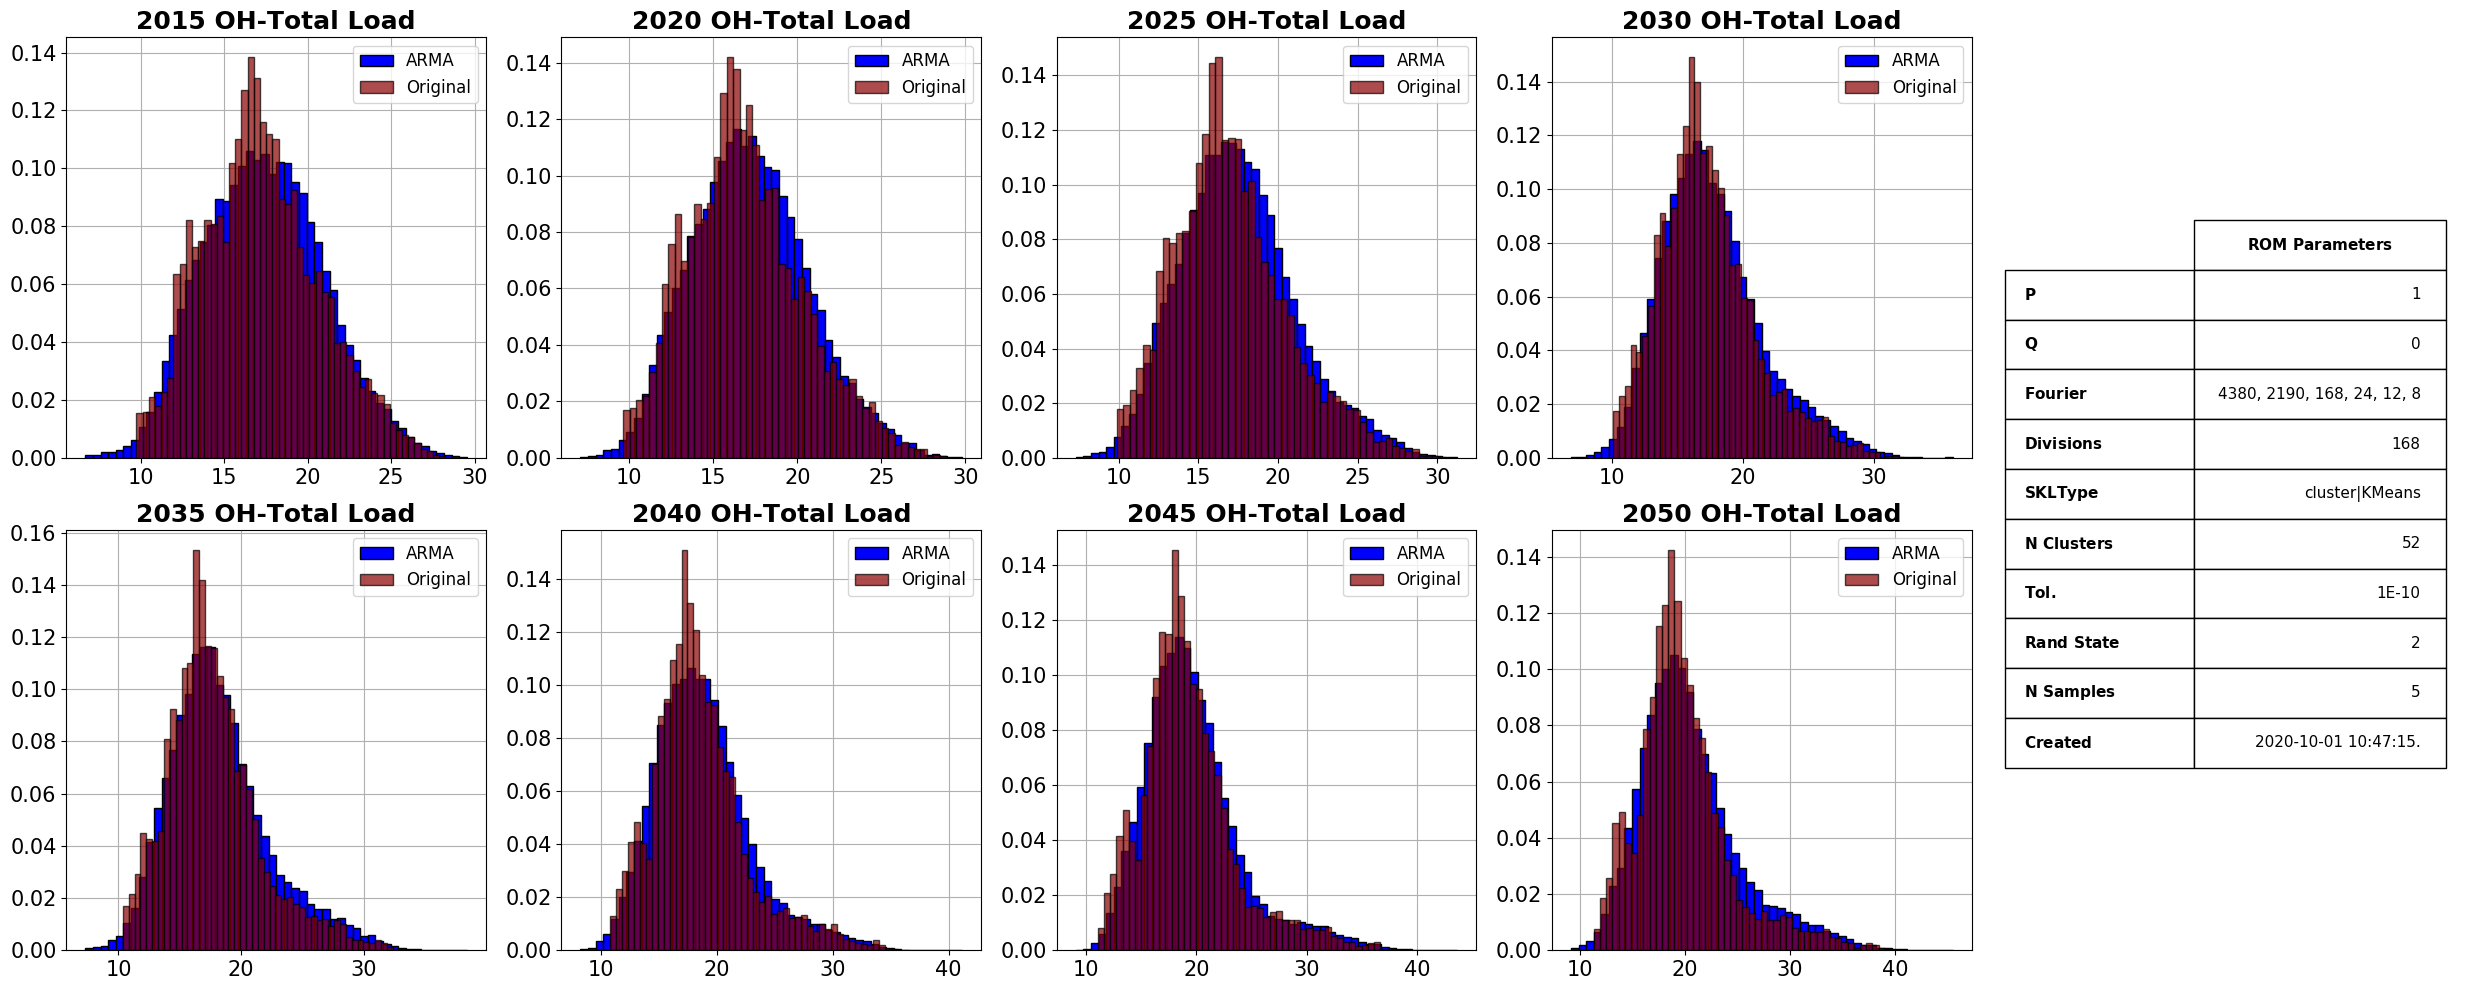 2015 OH-Total Load
ARMA
Original
0.14
0.12
0.10
0.08
0.06
0.04
0.02
0.00
10 15 20 25 30
2020 OH-Total Load
ARMA
Original
0.14
0.12
0.10
0.08
0.06
0.04
0.02
0.00
10 15 20 25 30
2025 OH-Total Load
ARMA
Original
0.14
0.12
0.10
0.08
0.06
0.04
0.02
0.00
10 15 20 25 30
2030 OH-Total Load
ARMA
Original
0.14
0.12
0.10
0.08
0.06
0.04
0.02
0.00
10 20 30
2035 OH-Total Load
ARMA
Original
0.16
0.14
0.12
0.10
0.08
0.06
0.04
0.02
0.00
10 20 30
2040 OH-Total Load
ARMA
Original
0.14
0.12
0.10
0.08
0.06
0.04
0.02
0.00
10 20 30 40
2045 OH-Total Load
ARMA
Original
0.14
0.12
0.10
0.08
0.06
0.04
0.02
0.00
10 20 30 40
2050 OH-Total Load
ARMA
Original
0.14
0.12
0.10
0.08
0.06
0.04
0.02
0.00
10 20 30 40
ROM Parameters
P 1
Q 0
Fourier 4380, 2190, 168, 24, 12, 8
Divisions 168
SKLType cluster|KMeans
N Clusters 52
Tol. 1E-10
Rand State 2
N Samples 5
Created 2020-10-01 10:47:15.